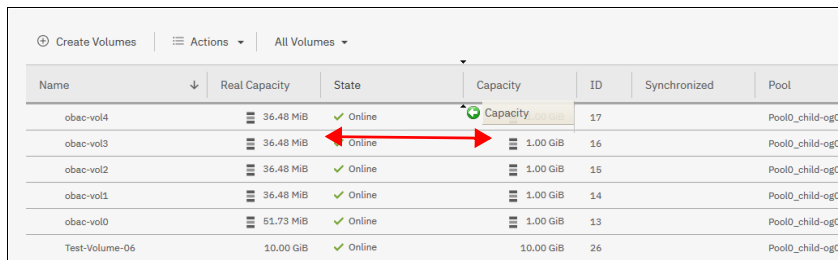 Create Volumes Actions All Volumes
Name Real Capacity State Capacity ID Synchronized Pool
obac-vol4 36.48 MiB Online 1.00 GiB 17 Pool0_child-og0
Capacity
obac-vol3 36.48 MiB Online 1.00 GiB 16 Pool0_child-og0
obac-vol2 36.48 MiB Online 1.00 GiB 15 Pool0_child-og0
obac-vol1 36.48 MiB Online 1.00 GiB 14 Pool0_child-og0
obac-vol0 51.73 MiB Online 1.00 GiB 13 Pool0_child-og0
Test-Volume-06 10.00 GiB Online 10.00 GiB 26 Pool0_child-og0